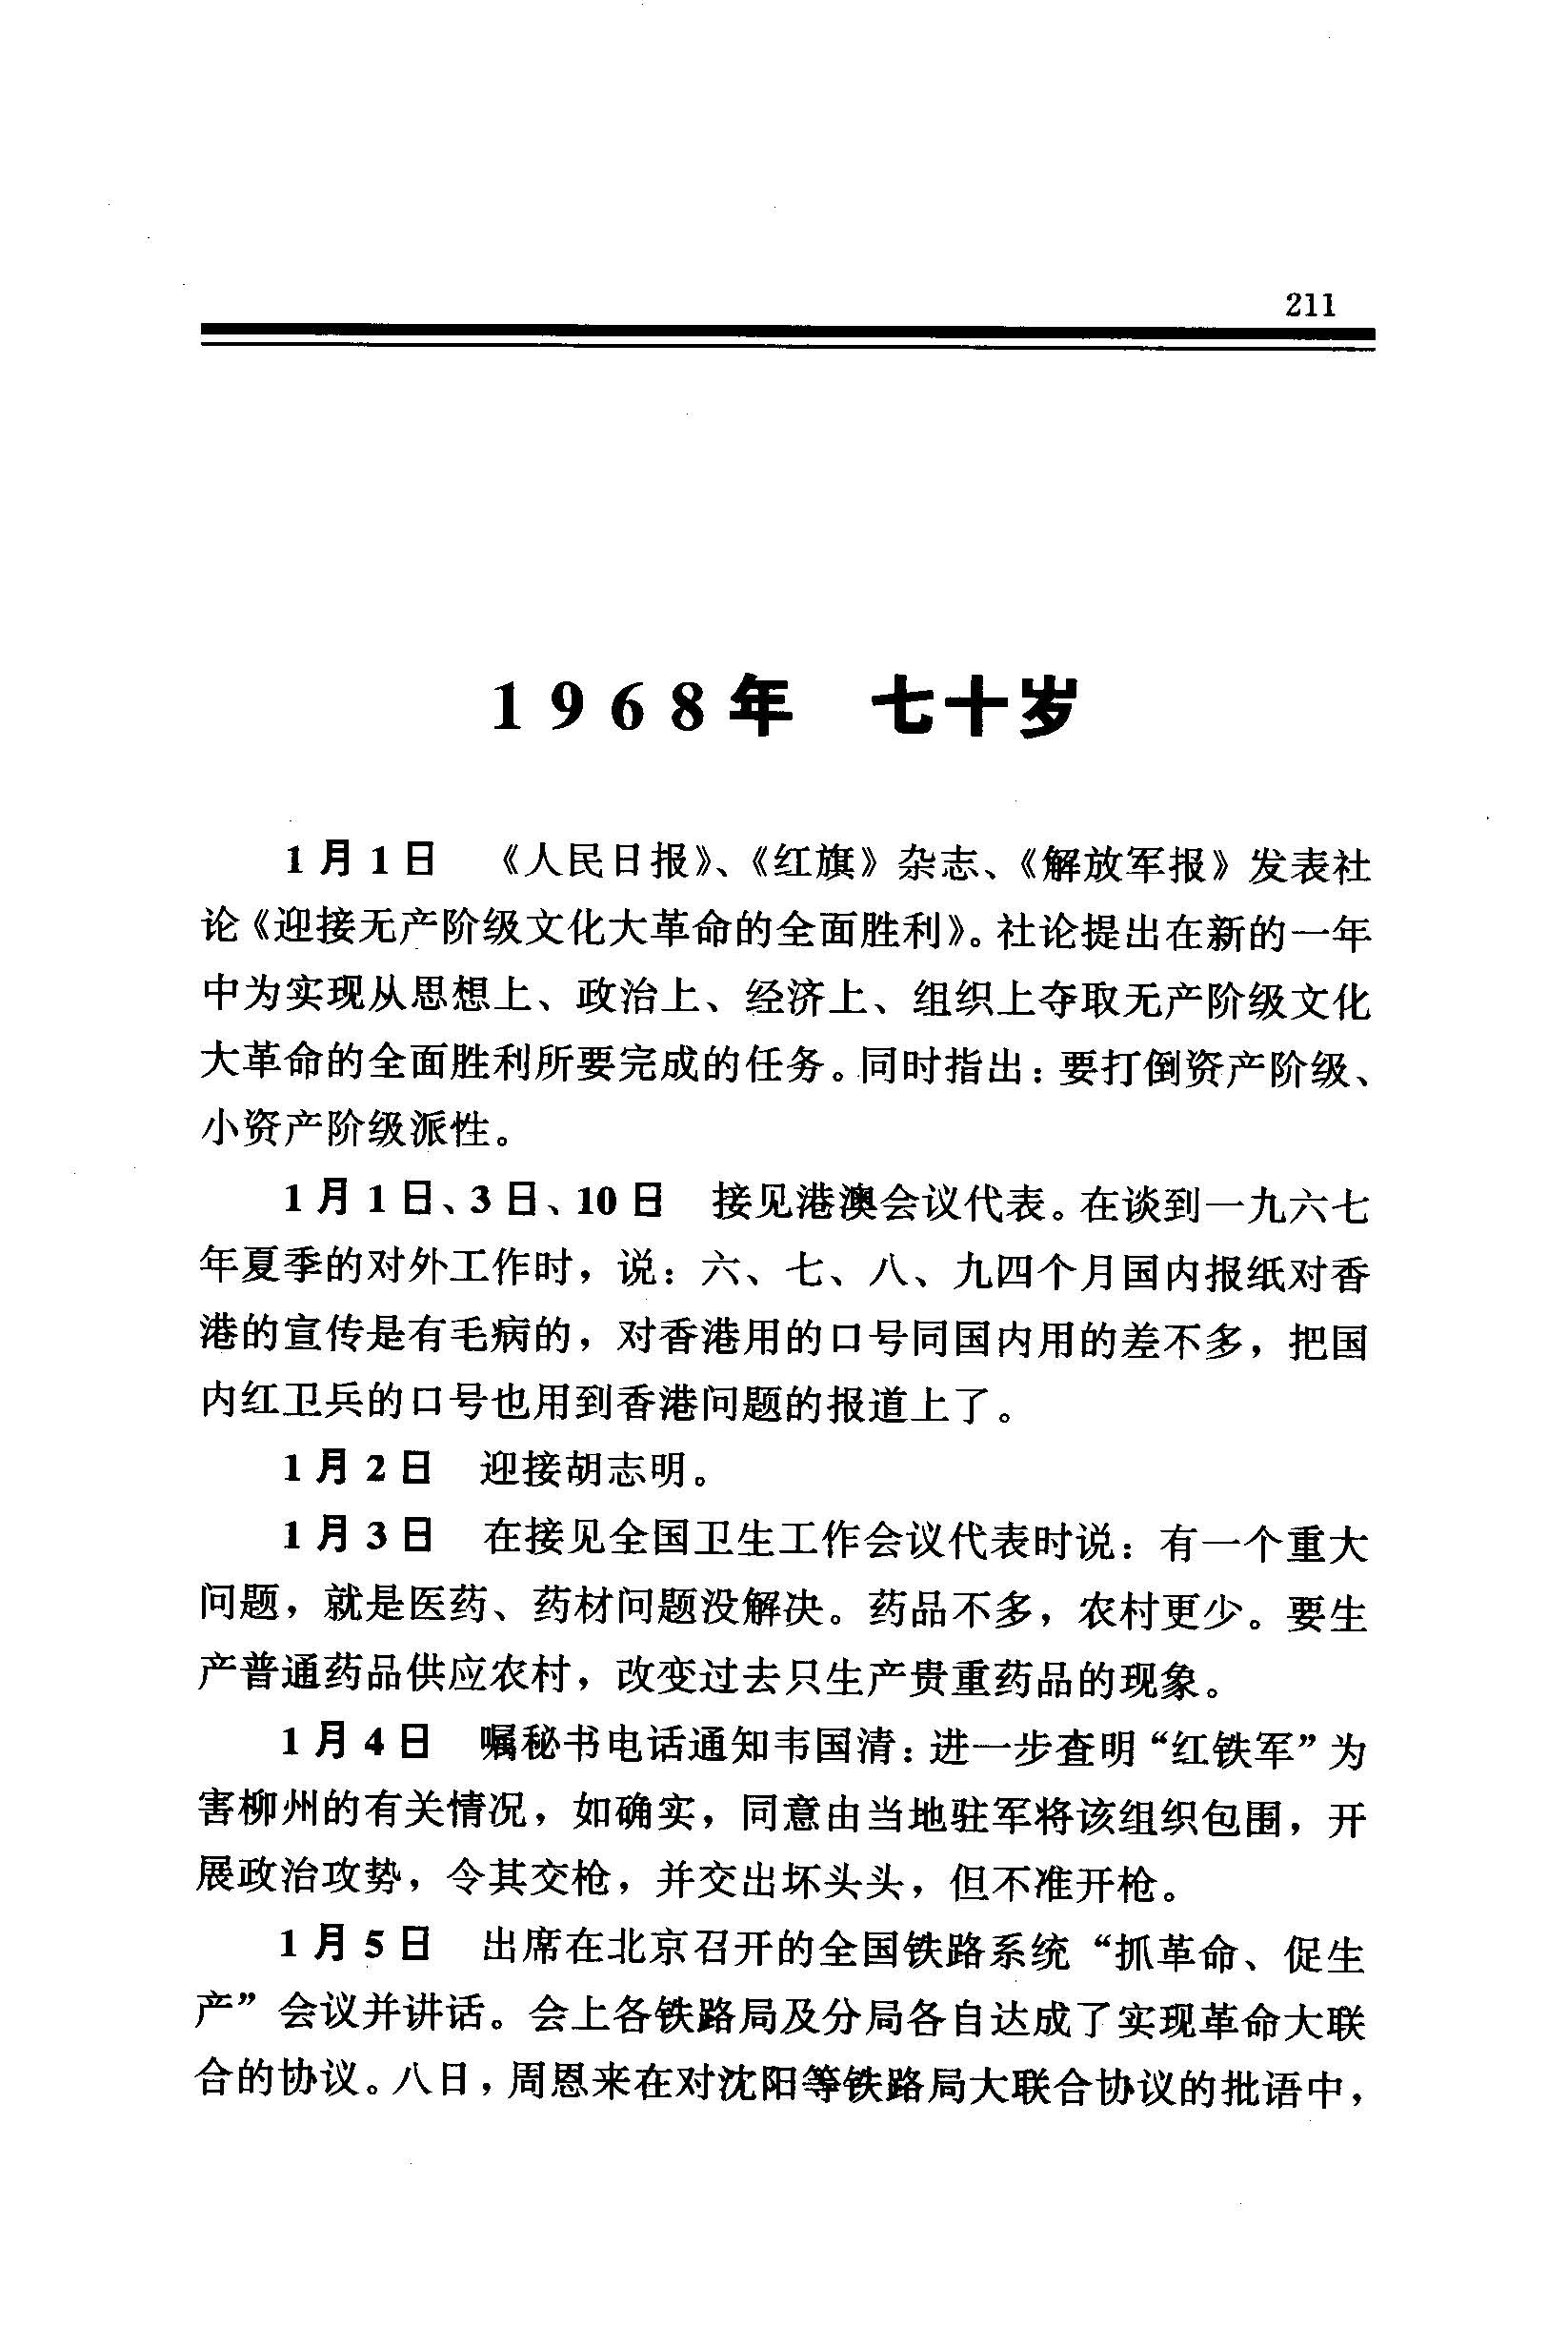 211
1968年 七十岁
1月1日 《人民日报》、《红旗》杂志、《解放军报》发表社
论《迎接无产阶级文化大革命的全面胜利》。社论提出在新的一年
中为实现从思想上、政治上、经济上、组织上夺取无产阶级文化
大革命的全面胜利所要完成的任务。同时指出：要打倒资产阶级、
小资产阶级派性。
1月1日、3日、10日 接见港澳会议代表。在谈到一九六七
年夏季的对外工作时，说：六、七、八、九四个月国内报纸对香
港的宣传是有毛病的，对香港用的口号同国内用的差不多，把国
内红卫兵的口号也用到香港问题的报道上了。
1月2日 迎接胡志明。
1月3日 在接见全国卫生工作会议代表时说：有一个重大
问题，就是医药、药材问题没解决。药品不多，农村更少。要生
产普通药品供应农村，改变过去只生产贵重药品的现象。
1月4日 嘱秘书电话通知韦国清：进一步查明“红铁军”为
害柳州的有关情况，如确实，同意由当地驻军将该组织包围，开
展政治攻势，令其交枪，并交出坏头头，但不准开枪。
1月5日 出席在北京召开的全国铁路系统“抓革命、促生
产”会议并讲话。会上各铁路局及分局各自达成了实现革命大联
合的协议。八日，周恩来在对沈阳等铁路局大联合协议的批语中，